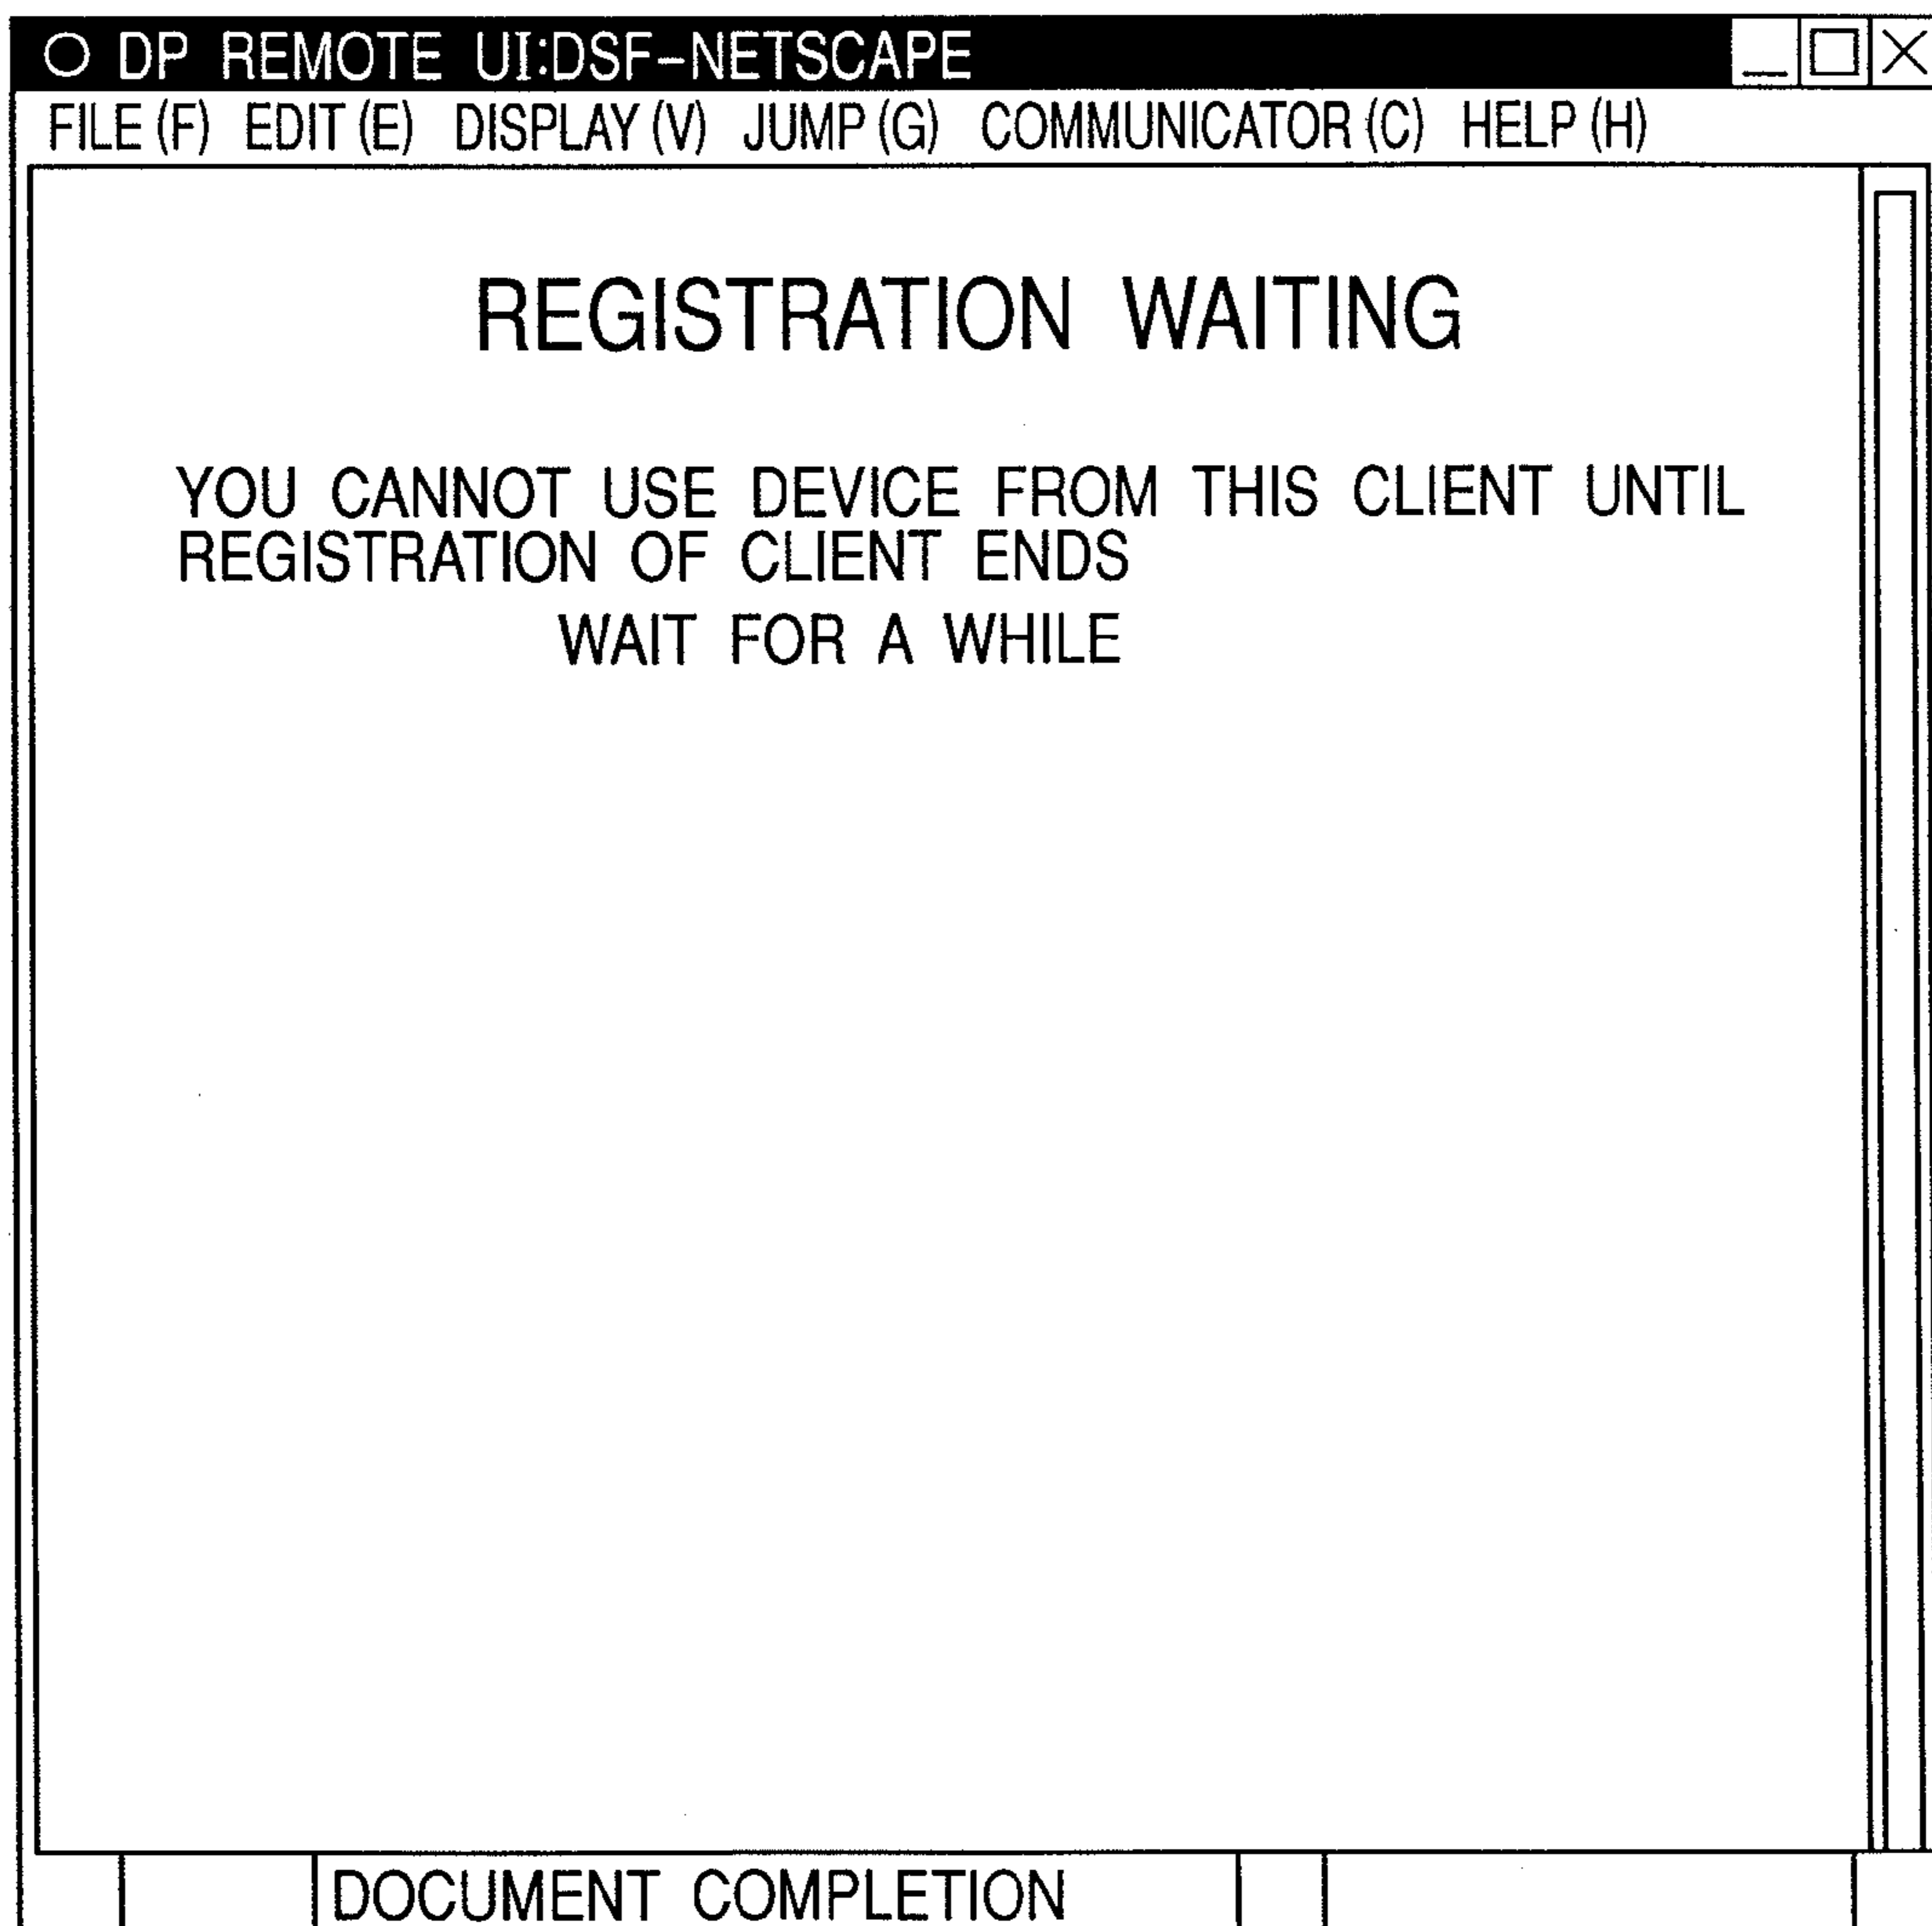 DP REMOTE UI:DSF-NETSCAPE
FILE (F) EDIT (E) DISPLAY (V) JUMP (G) COMMUNICATOR (C) HELP (H)
REGISTRATION WAITING
YOU CANNOT USE DEVICE FROM THIS CLIENT UNTIL
REGISTRATION OF CLIENT ENDS
WAIT FOR A WHILE
DOCUMENT COMPLETION